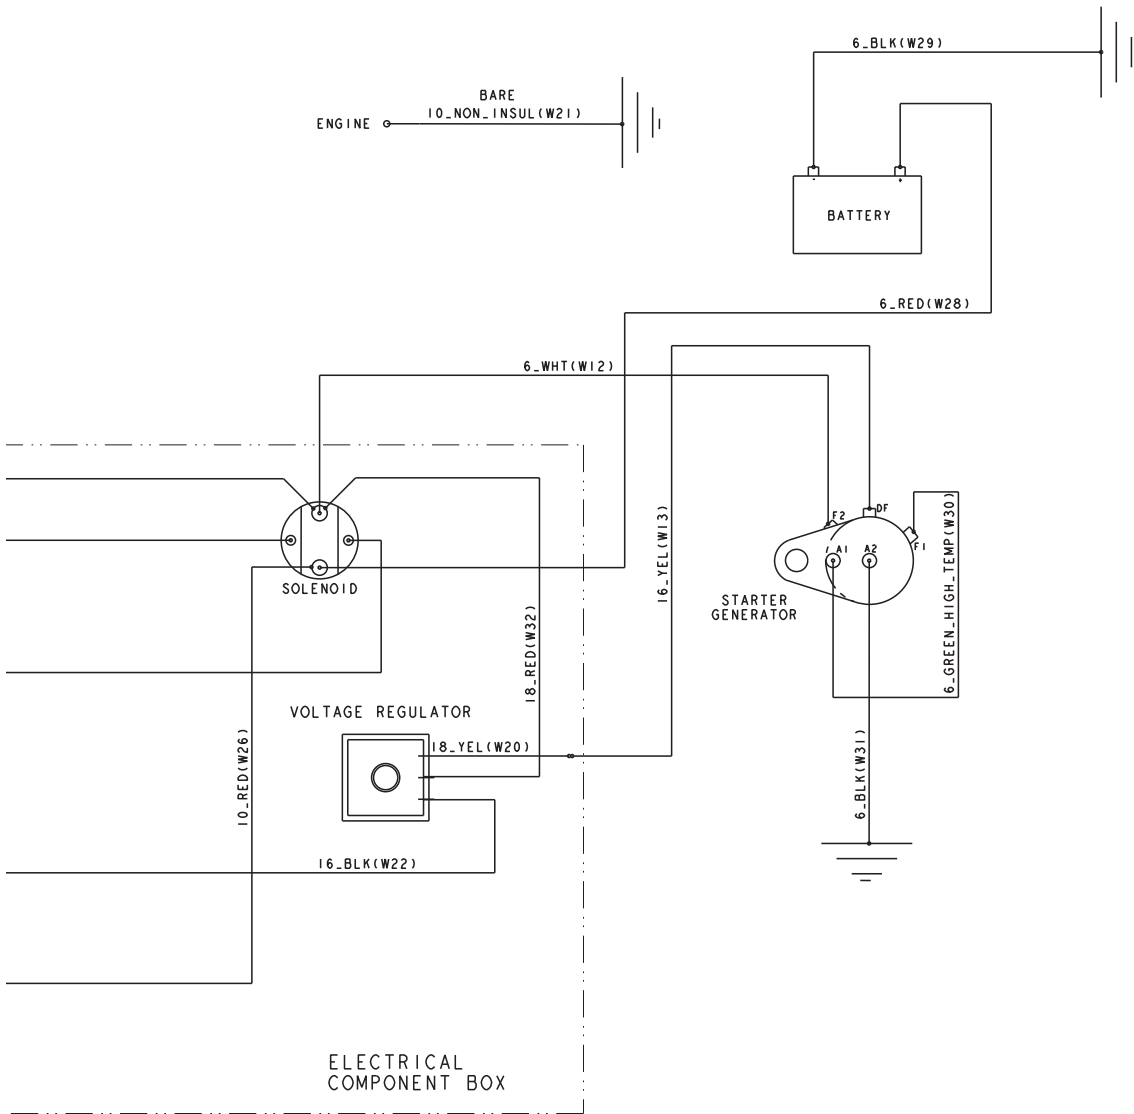 6_BLK(W29)
BARE
10_NON_INSUL(W21)
ENGINE
-
+
BATTERY
6_RED(W28)
6_WHT(W12)
16_YEL(W13)
F2
DF
F1
A1
A2
6_GREEN_HIGH_TEMP(W30)
SOLENOID
STARTER
GENERATOR
18_RED(W32)
VOLTAGE REGULATOR
18_YEL(W20)
10_RED(W26)
6_BLK(W31)
16_BLK(W22)
ELECTRICAL
COMPONENT BOX